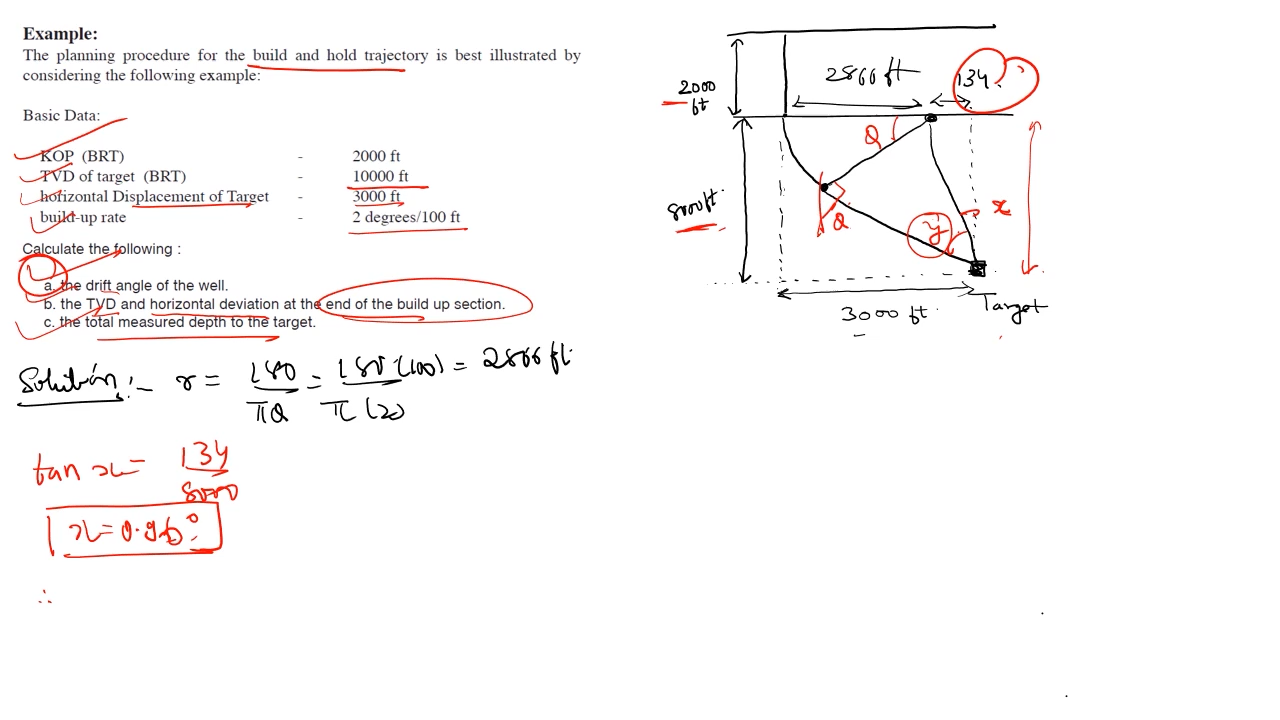 Example:
The planning procedure for the build and hold trajectory is best illustrated by
considering the following example:
Basic Data:
KOP (BRT) - 2000 ft
TVD of target (BRT) - 10000 ft
horizontal Displacement of Target - 3000 ft
build-up rate - 2 degrees/100 ft
Calculate the following :
a. the drift angle of the well.
b. the TVD and horizontal deviation at the end of the build up section.
c. the total measured depth to the target.
Solution:- r = 180/πQ = 180(100)/π(2) = 2866 ft.
tan x = 134/8000
x = 0.96°
∴
2000 ft
2866 ft
134
Q
8000 ft
Q
y
x
3000 ft
Target